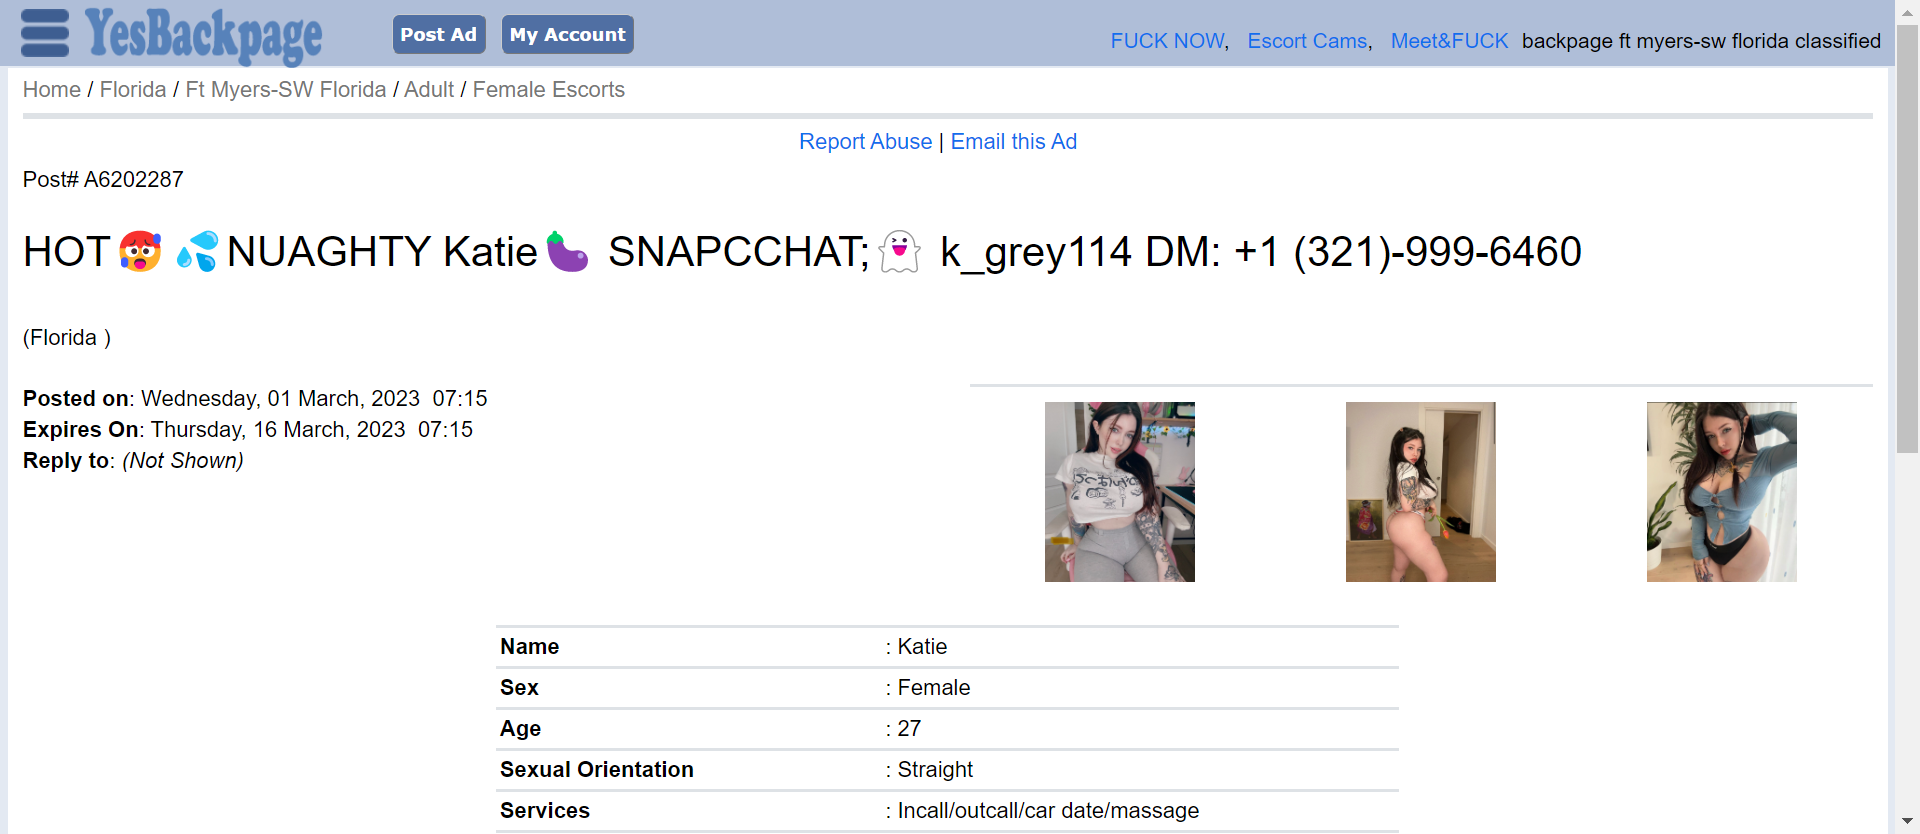 YesBackpage
Post Ad
My Account
FUCK NOW, Escort Cams, Meet&FUCK backpage ft myers-sw florida classified
Home / Florida / Ft Myers-SW Florida / Adult / Female Escorts
Report Abuse | Email this Ad
Post# A6202287
HOT🥵💦NUAGHTY Katie🍆 SNAPCCHAT;👻 k_grey114 DM: +1 (321)-999-6460
(Florida )
Posted on: Wednesday, 01 March, 2023 07:15
Expires On: Thursday, 16 March, 2023 07:15
Reply to: (Not Shown)
Name : Katie
Sex : Female
Age : 27
Sexual Orientation : Straight
Services : Incall/outcall/car date/massage